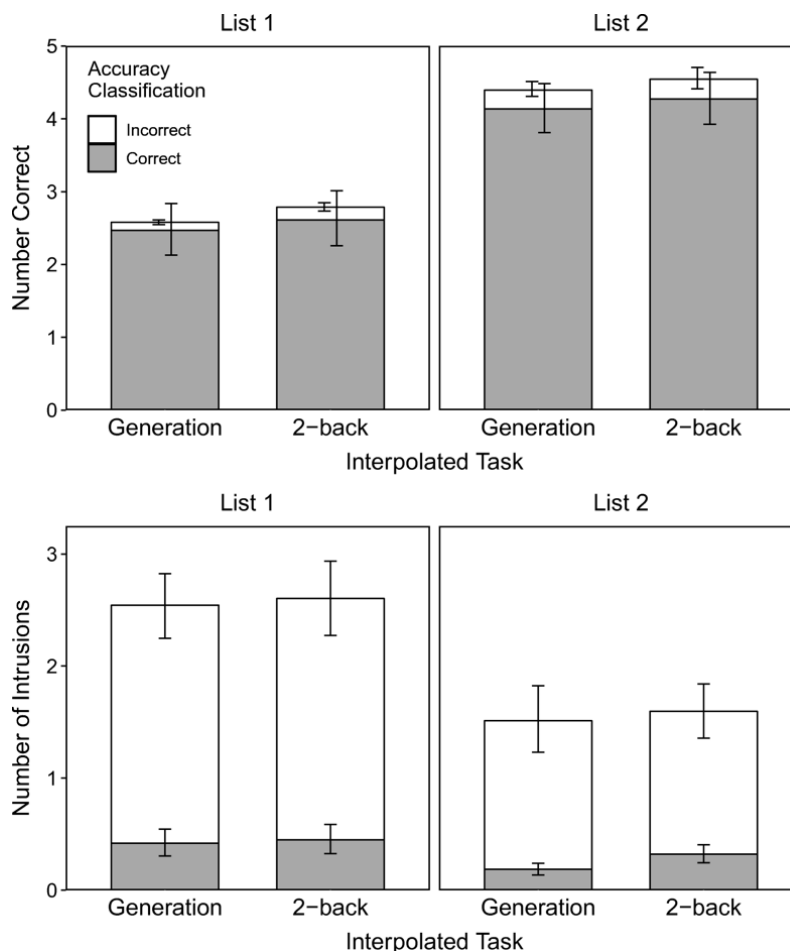 List 1
List 2
Accuracy
Classification
Incorrect
Correct
Number Correct
5
4
3
2
1
0
Generation
2−back
Generation
2−back
Interpolated Task
List 1
List 2
Number of Intrusions
3
2
1
0
Generation
2−back
Generation
2−back
Interpolated Task